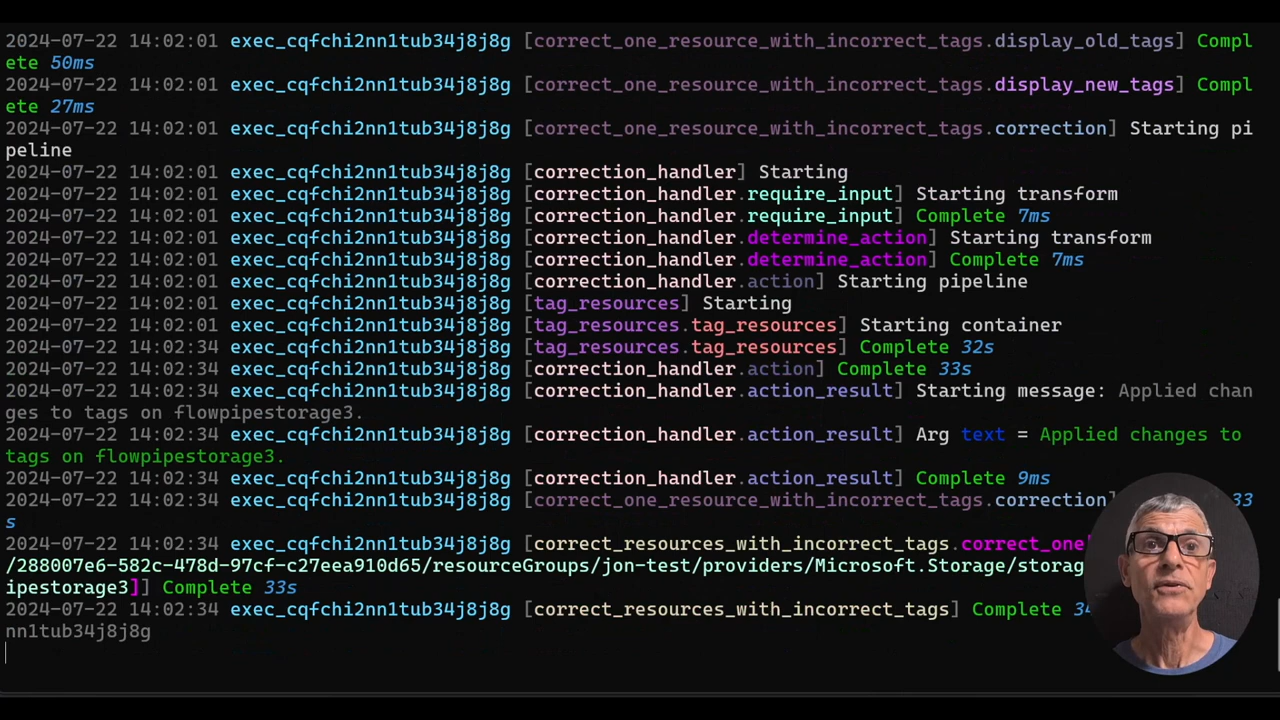 2024-07-22 14:02:01 exec_cqfchi2nn1tub34j8j8g [correct_one_resource_with_incorrect_tags.display_old_tags] Compl
ete 50ms
2024-07-22 14:02:01 exec_cqfchi2nn1tub34j8j8g [correct_one_resource_with_incorrect_tags.display_new_tags] Compl
ete 27ms
2024-07-22 14:02:01 exec_cqfchi2nn1tub34j8j8g [correct_one_resource_with_incorrect_tags.correction] Starting pi
peline
2024-07-22 14:02:01 exec_cqfchi2nn1tub34j8j8g [correction_handler] Starting
2024-07-22 14:02:01 exec_cqfchi2nn1tub34j8j8g [correction_handler.require_input] Starting transform
2024-07-22 14:02:01 exec_cqfchi2nn1tub34j8j8g [correction_handler.require_input] Complete 7ms
2024-07-22 14:02:01 exec_cqfchi2nn1tub34j8j8g [correction_handler.determine_action] Starting transform
2024-07-22 14:02:01 exec_cqfchi2nn1tub34j8j8g [correction_handler.determine_action] Complete 7ms
2024-07-22 14:02:01 exec_cqfchi2nn1tub34j8j8g [correction_handler.action] Starting pipeline
2024-07-22 14:02:01 exec_cqfchi2nn1tub34j8j8g [tag_resources] Starting
2024-07-22 14:02:01 exec_cqfchi2nn1tub34j8j8g [tag_resources.tag_resources] Starting container
2024-07-22 14:02:34 exec_cqfchi2nn1tub34j8j8g [tag_resources.tag_resources] Complete 32s
2024-07-22 14:02:34 exec_cqfchi2nn1tub34j8j8g [correction_handler.action] Complete 33s
2024-07-22 14:02:34 exec_cqfchi2nn1tub34j8j8g [correction_handler.action_result] Starting message: Applied chan
ges to tags on flowpipestorage3.
2024-07-22 14:02:34 exec_cqfchi2nn1tub34j8j8g [correction_handler.action_result] Arg text = Applied changes to
tags on flowpipestorage3.
2024-07-22 14:02:34 exec_cqfchi2nn1tub34j8j8g [correction_handler.action_result] Complete 9ms
2024-07-22 14:02:34 exec_cqfchi2nn1tub34j8j8g [correct_one_resource_with_incorrect_tags.correction] 33
s
2024-07-22 14:02:34 exec_cqfchi2nn1tub34j8j8g [correct_resources_with_incorrect_tags.correct_one[
/288007e6-582c-478d-97cf-c27eea910d65/resourceGroups/jon-test/providers/Microsoft.Storage/storag
ipestorage3]] Complete 33s
2024-07-22 14:02:34 exec_cqfchi2nn1tub34j8j8g [correct_resources_with_incorrect_tags] Complete 34
nn1tub34j8j8g